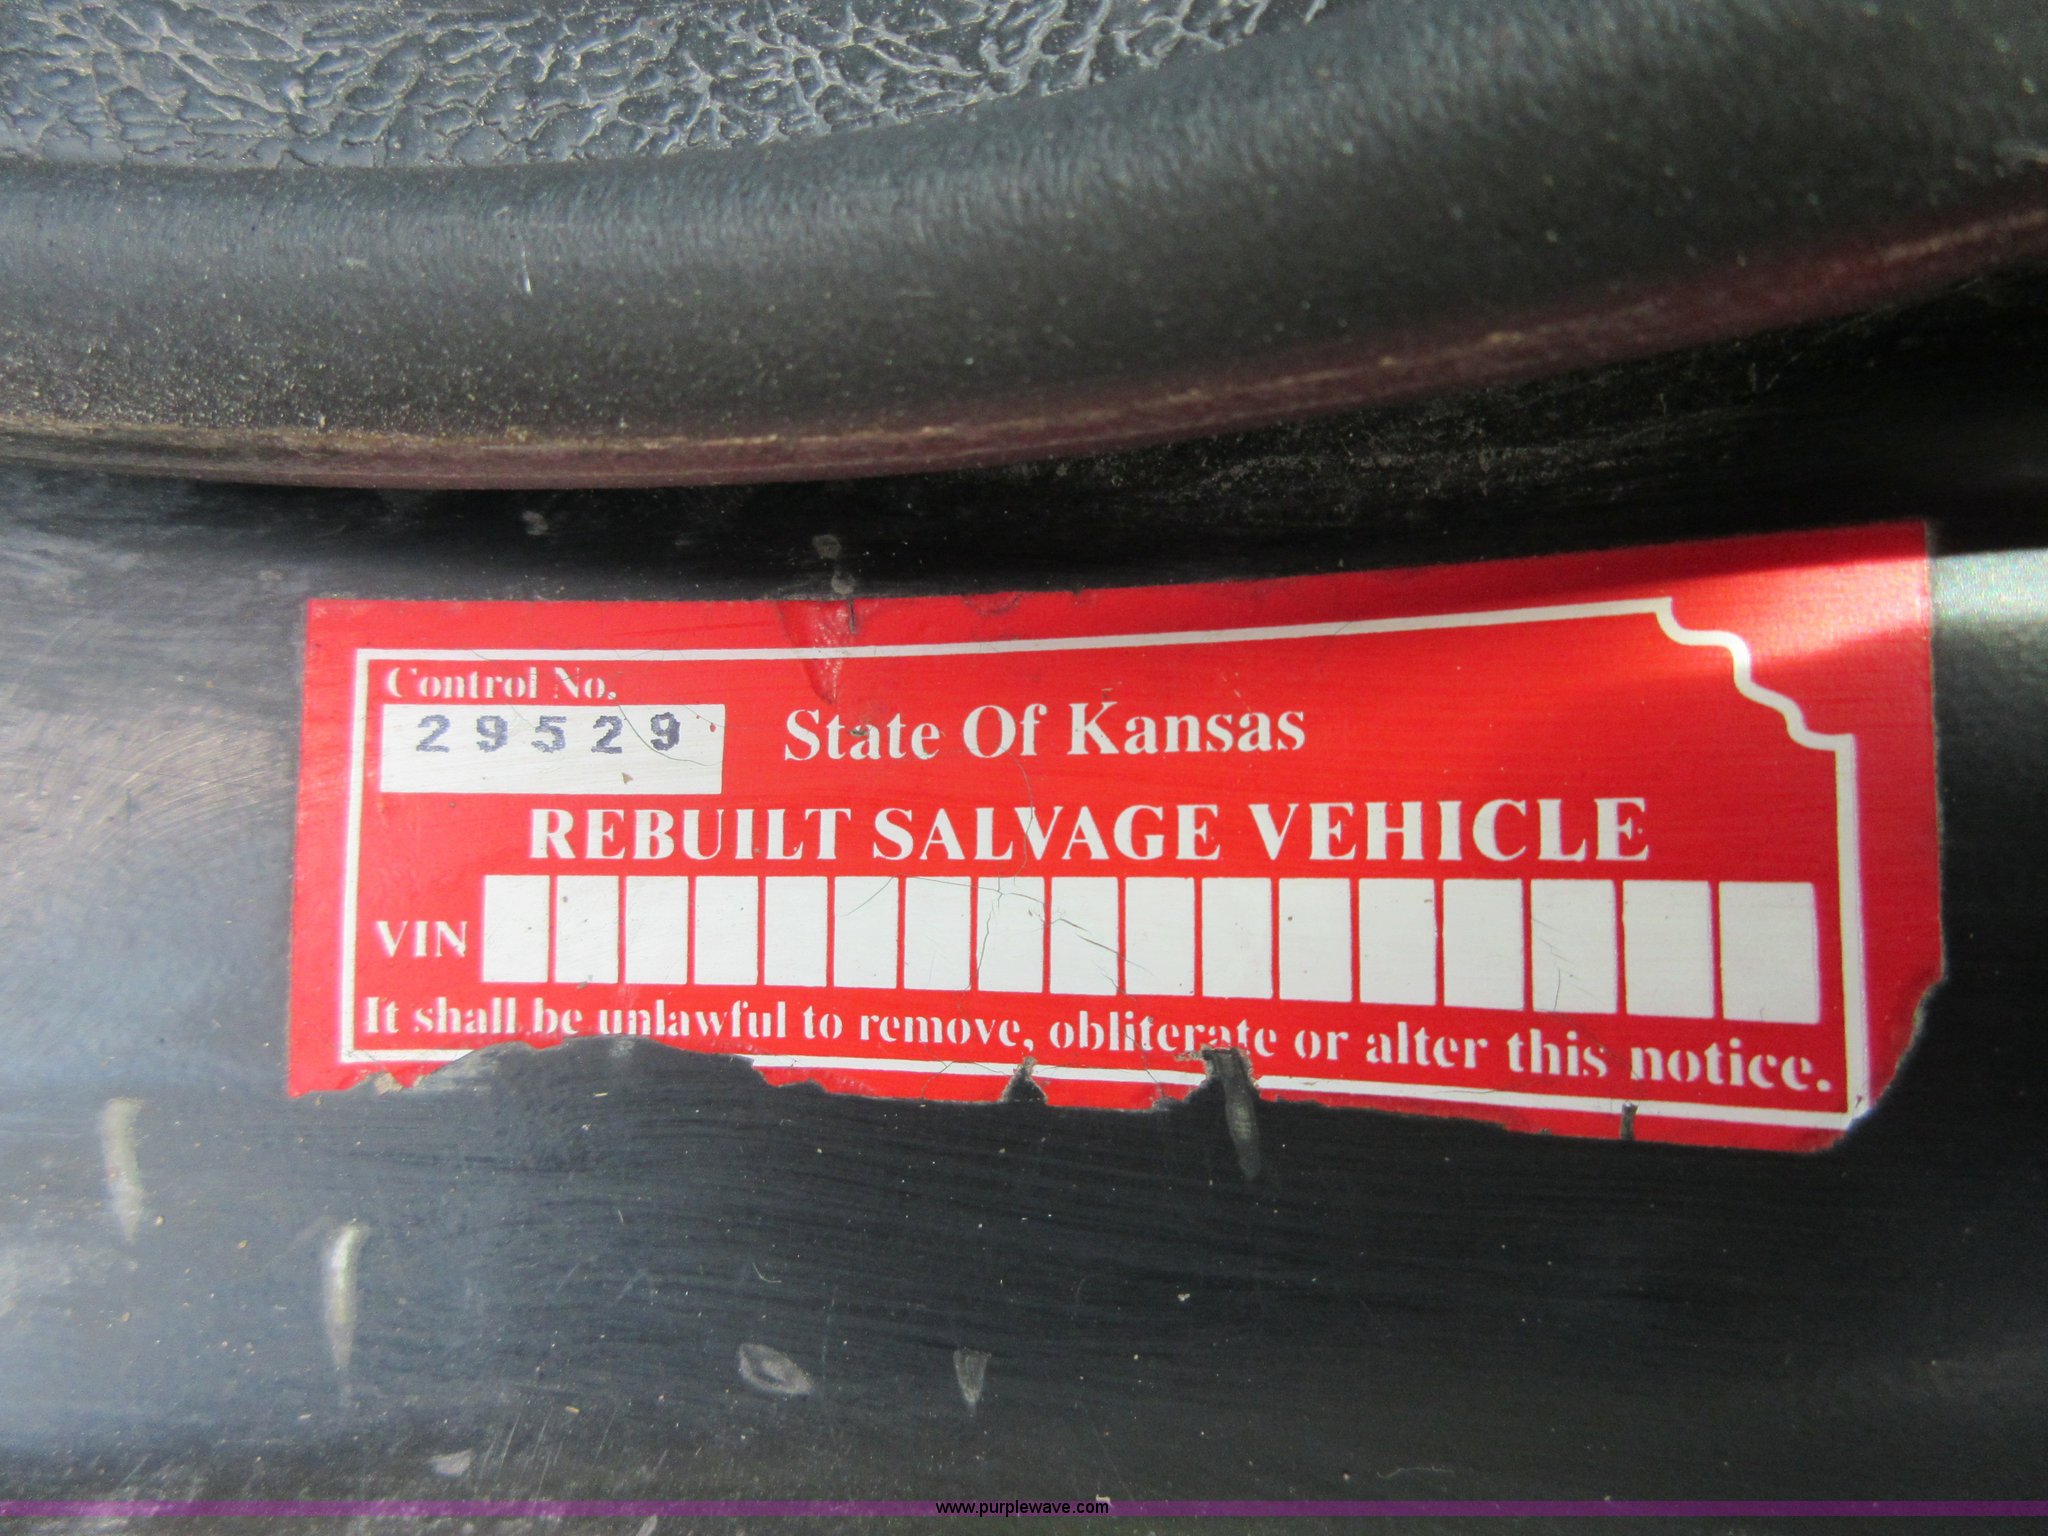 Control No.
29529
State Of Kansas
REBUILT SALVAGE VEHICLE
VIN
It shall be unlawful to remove, obliterate or alter this notice.
www.purplewave.com